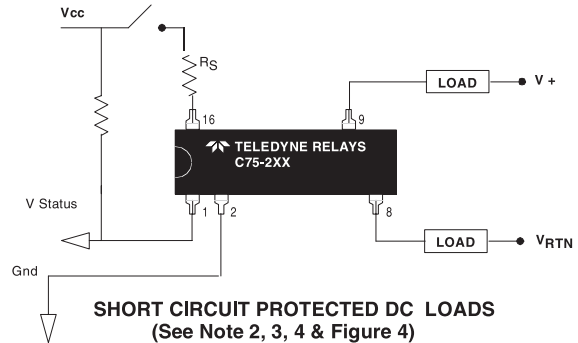 Vcc
RS
16
9
LOAD
V +
TELEDYNE RELAYS
C75-2XX
V Status
1
2
8
LOAD
VRTN
Gnd
SHORT CIRCUIT PROTECTED DC LOADS
(See Note 2, 3, 4 & Figure 4)